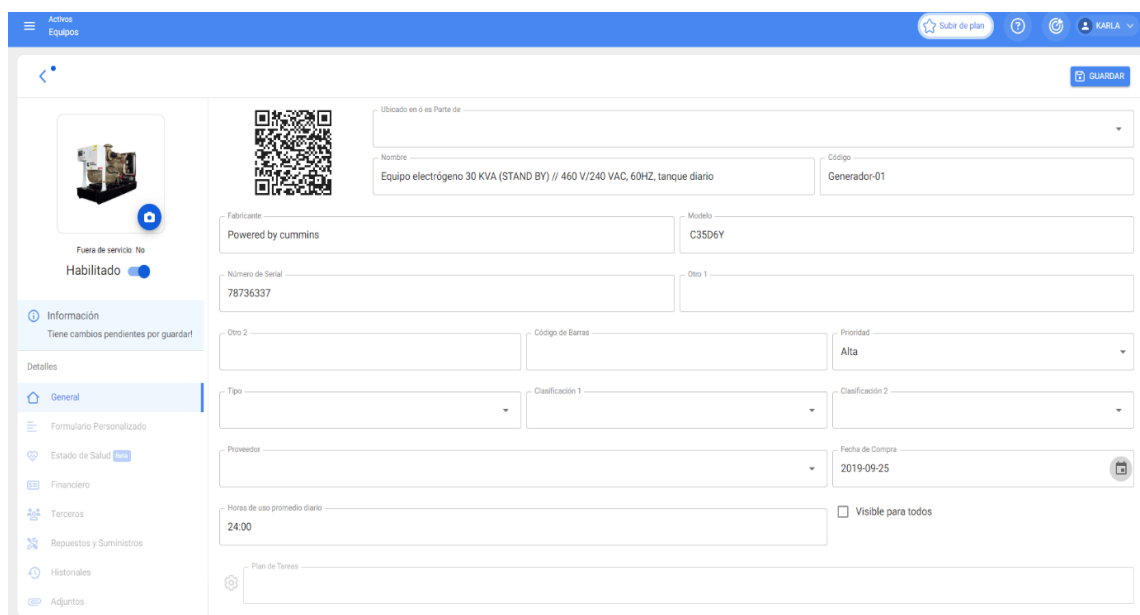 Activos
Equipos
Subir de plan
KARLA
GUARDAR
Fuera de servicio: No
Habilitado
Información
Tiene cambios pendientes por guardar!
Detalles
General
Formulario Personalizado
Estado de Salud Beta
Financiero
Terceros
Repuestos y Suministros
Historiales
Adjuntos
Ubicado en ó es Parte de
Nombre
Equipo electrógeno 30 KVA (STAND BY) // 460 V/240 VAC, 60HZ, tanque diario
Código
Generador-01
Fabricante
Powered by cummins
Modelo
C35D6Y
Número de Serial
78736337
Otro 1
Otro 2
Código de Barras
Prioridad
Alta
Tipo
Clasificación 1
Clasificación 2
Proveedor
Fecha de Compra
2019-09-25
Horas de uso promedio diario
24:00
Visible para todos
Plan de Tareas